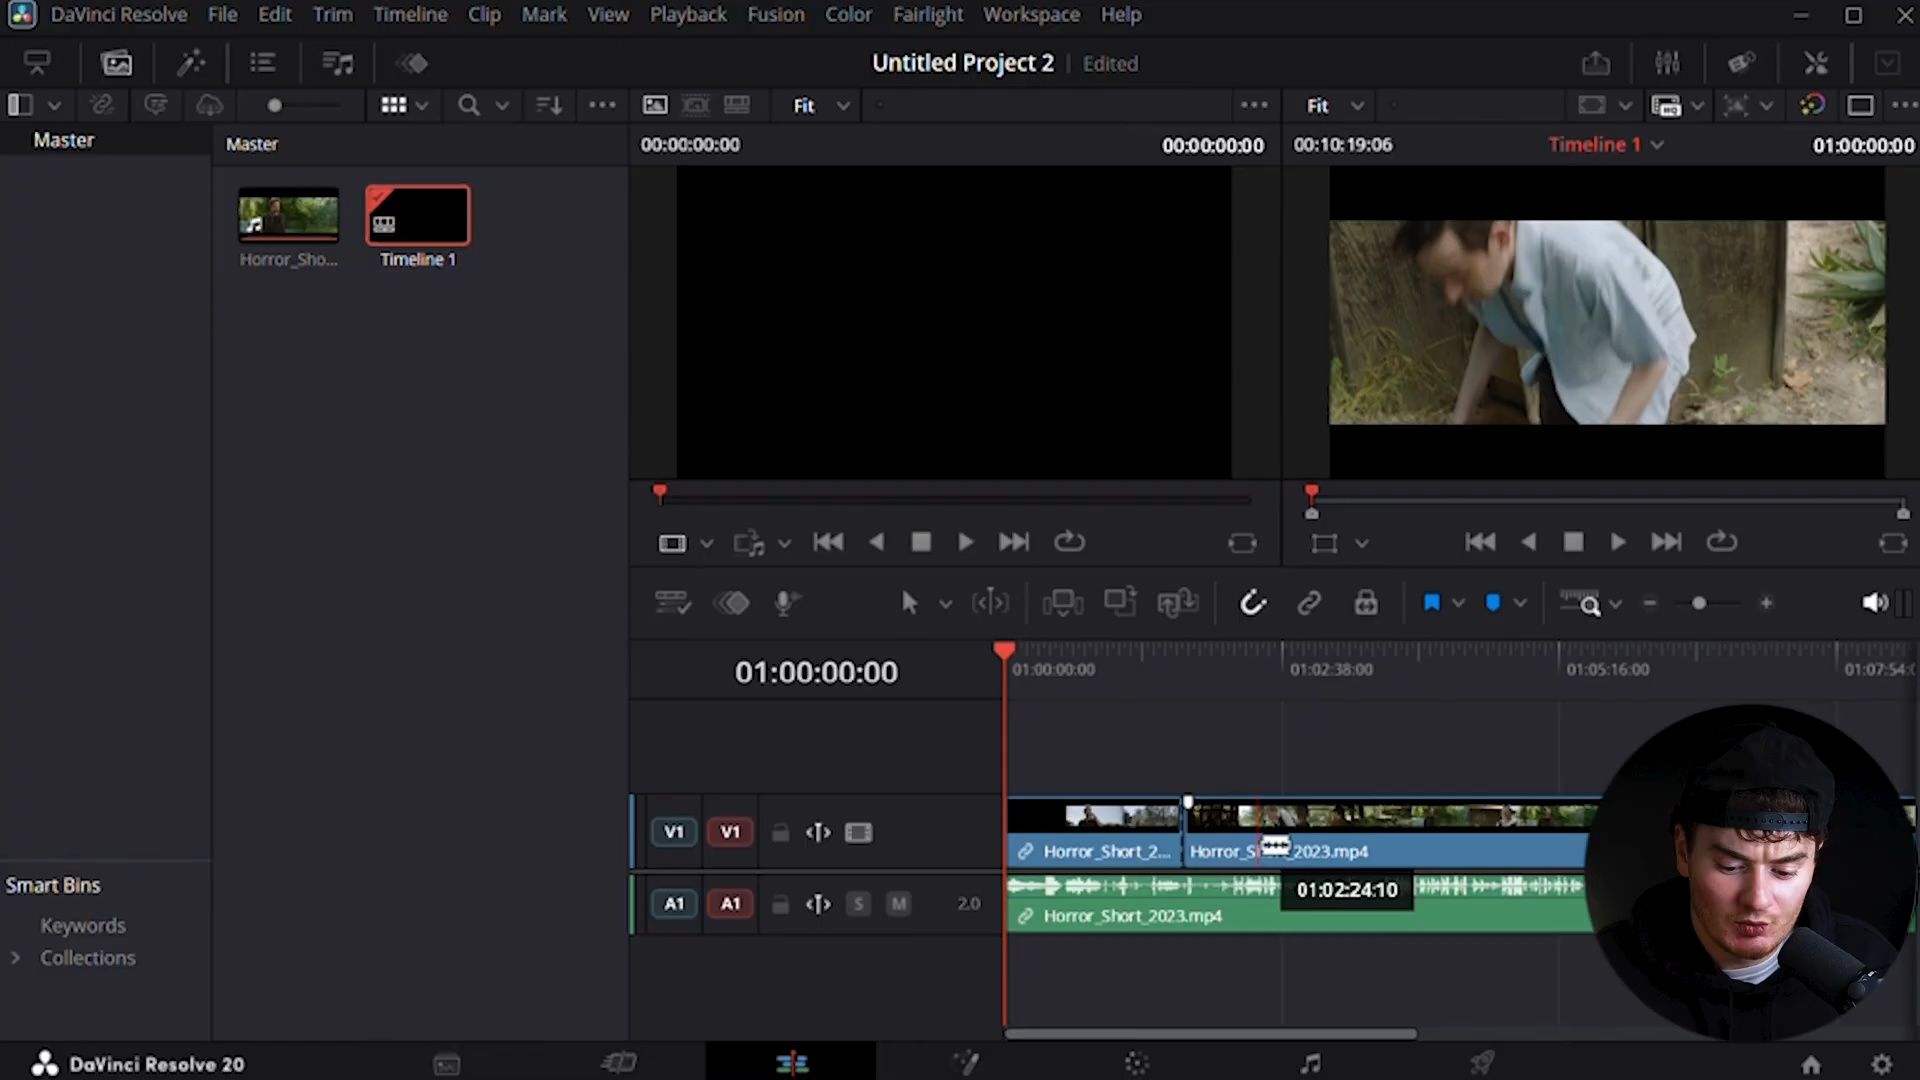 DaVinci Resolve File Edit Trim Timeline Clip Mark View Playback Fusion Color Fairlight Workspace Help
Untitled Project 2 Edited
Fit Fit
Master Master 00:00:00:00 00:00:00:00 00:10:19:06 Timeline 1 01:00:00:00
Horror_Sho... Timeline 1
01:00:00:00 01:00:00:00 01:02:38:00 01:05:16:00 01:07:54:
V1 V1 Horror_Short_2... Horror_Sh 2023.mp4
Smart Bins
A1 A1 S M 2.0 01:02:24:10
Horror_Short_2023.mp4
Keywords
Collections
DaVinci Resolve 20